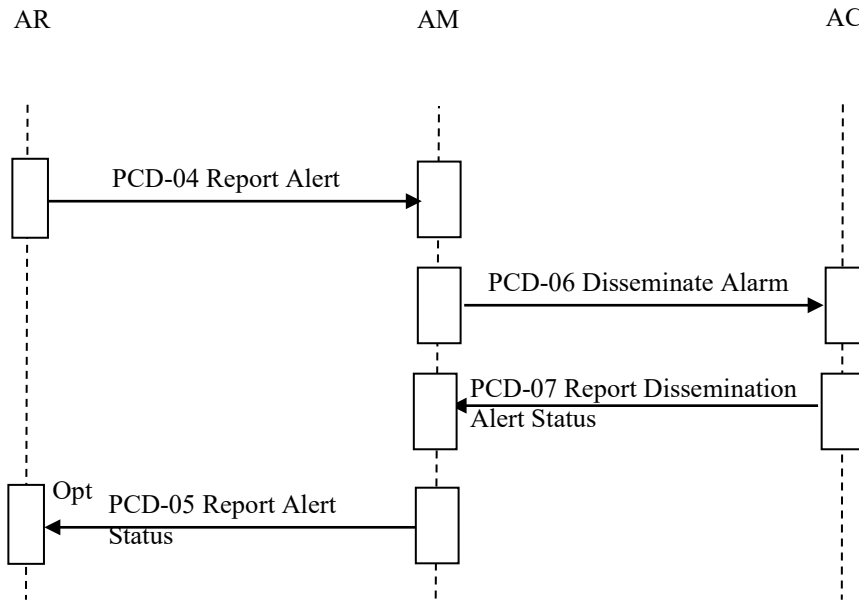 AR
AM
AC
PCD-04 Report Alert
PCD-06 Disseminate Alarm
PCD-07 Report Dissemination
Alert Status
Opt
PCD-05 Report Alert
Status